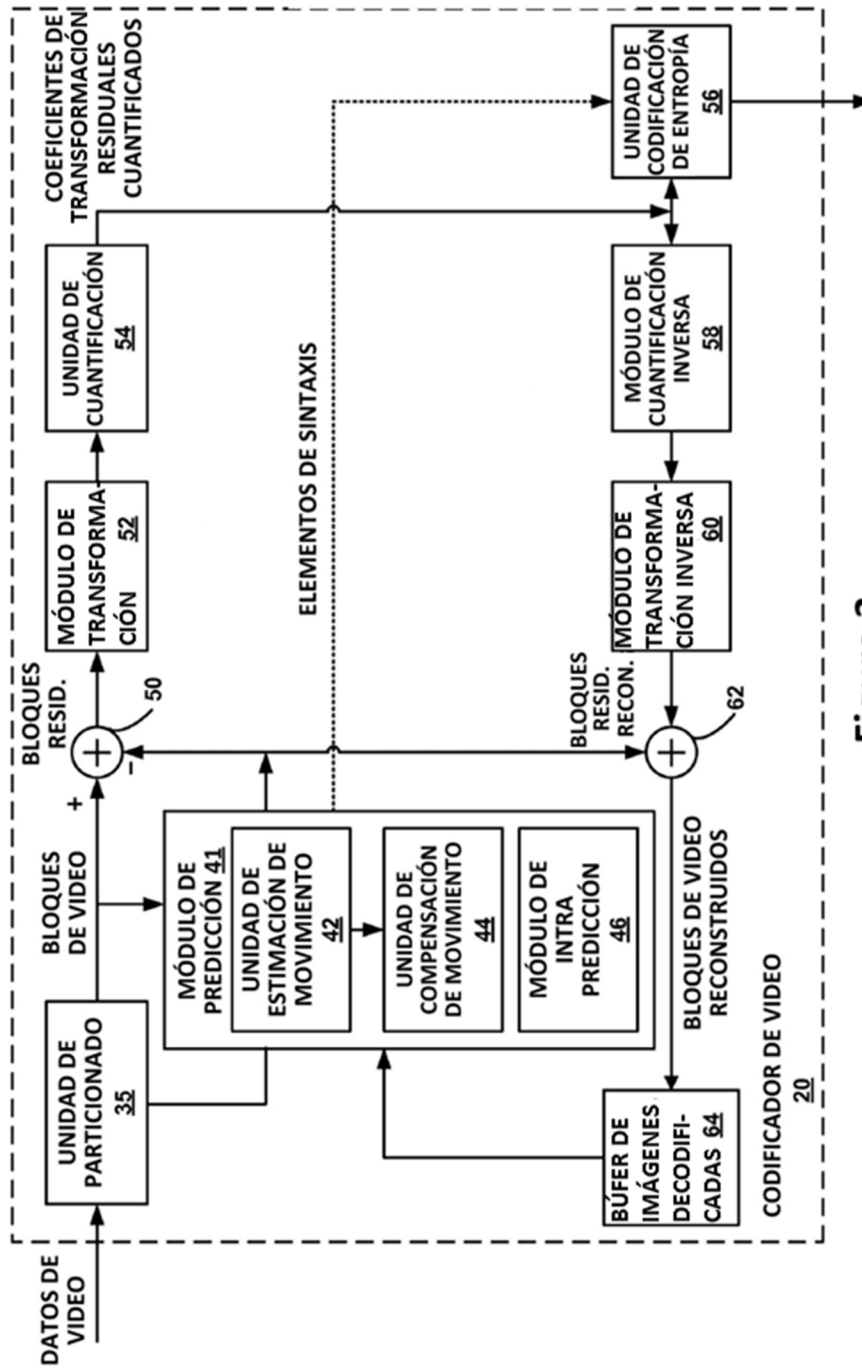 DATOS DE
VIDEO
UNIDAD DE
PARTICIONADO
35
BLOQUES
DE VIDEO
+
-
BLOQUES
RESID.
50
MÓDULO DE
TRANSFORMA-
CIÓN
52
UNIDAD DE
CUANTIFICACIÓN
54
COEFICIENTES DE
TRANSFORMACIÓN
RESIDUALES
CUANTIFICADOS
MÓDULO DE
PREDICCIÓN 41
UNIDAD DE
ESTIMACIÓN DE
MOVIMIENTO
42
UNIDAD DE
COMPENSACIÓN
DE MOVIMIENTO
44
MÓDULO DE
INTRA
PREDICCIÓN
46
ELEMENTOS DE SINTAXIS
BÚFER DE
IMÁGENES
DECODIFI-
CADAS 64
BLOQUES DE VIDEO
RECONSTRUIDOS
62
BLOQUES
RESID.
RECON.
MÓDULO DE
TRANSFORMA-
CIÓN INVERSA
60
MÓDULO DE
CUANTIFICACIÓN
INVERSA
58
UNIDAD DE
CODIFICACIÓN
DE ENTROPÍA
56
CODIFICADOR DE VIDEO
20